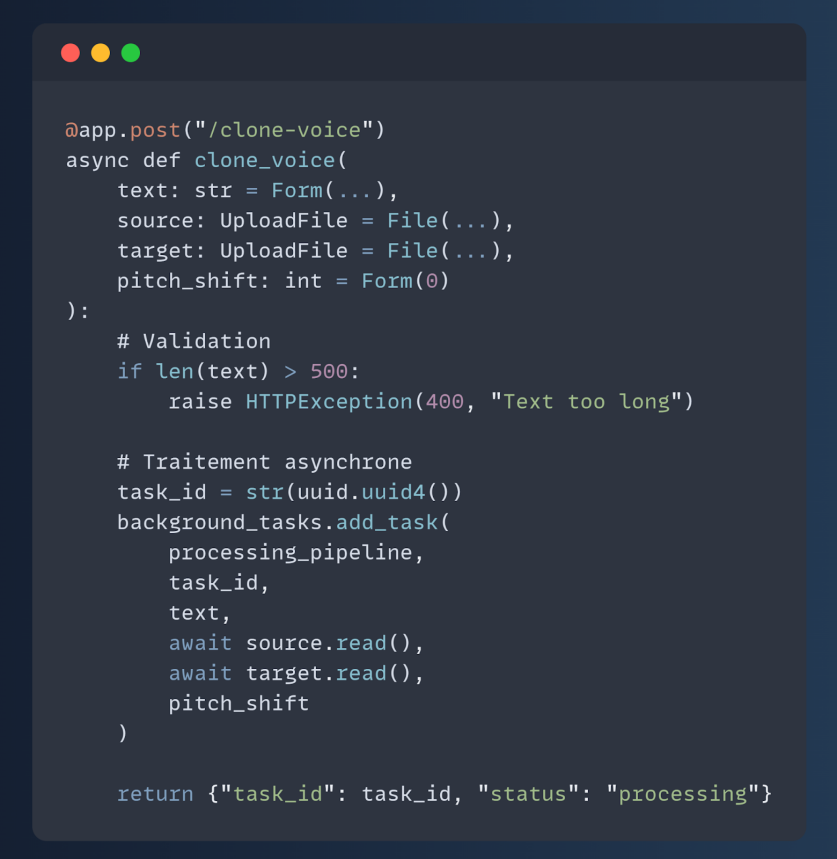 @app.post("/clone-voice")
async def clone_voice(
    text: str = Form(...),
    source: UploadFile = File(...),
    target: UploadFile = File(...),
    pitch_shift: int = Form(0)
):
    # Validation
    if len(text) > 500:
        raise HTTPException(400, "Text too long")

    # Traitement asynchrone
    task_id = str(uuid.uuid4())
    background_tasks.add_task(
        processing_pipeline,
        task_id,
        text,
        await source.read(),
        await target.read(),
        pitch_shift
    )

    return {"task_id": task_id, "status": "processing"}